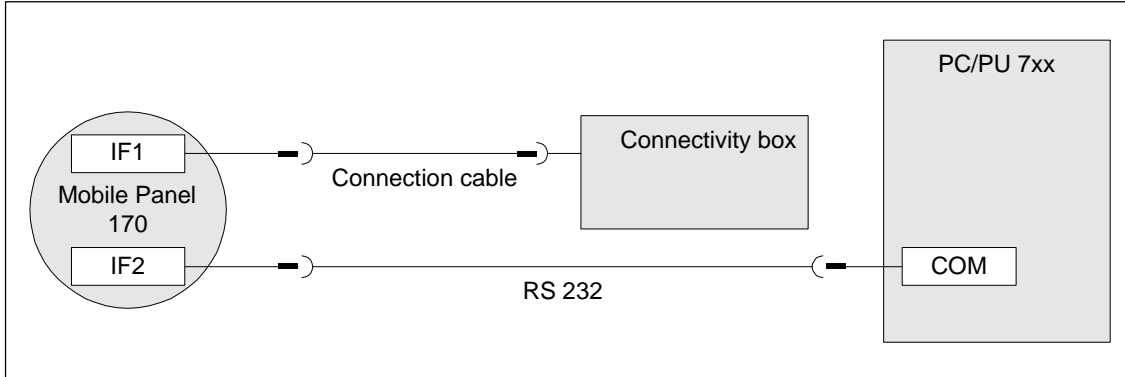 PC/PU 7xx
IF1
Connectivity box
Connection cable
Mobile Panel
170
IF2
COM
RS 232